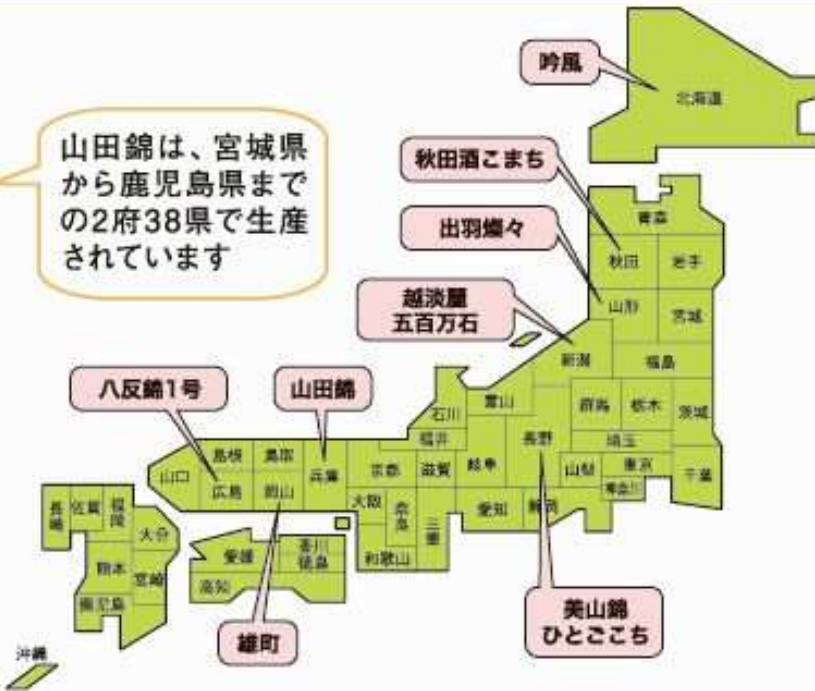 山田錦は、宮城県
から鹿児島県まで
の2府38県で生産
されています
吟風
北海道
秋田酒こまち
出羽燦々
越淡麗
五百万石
八反錦1号
山田錦
雄町
美山錦
ひとごこち
青森
秋田
岩手
山形
宮城
新潟
福島
群馬
栃木
茨城
埼玉
山梨
東京
神奈川
千葉
長野
静岡
愛知
岐阜
富山
石川
福井
滋賀
三重
京都
大阪
奈良
和歌山
兵庫
鳥取
岡山
島根
広島
山口
香川
徳島
愛媛
高知
福岡
佐賀
長崎
大分
熊本
宮崎
鹿児島
沖縄